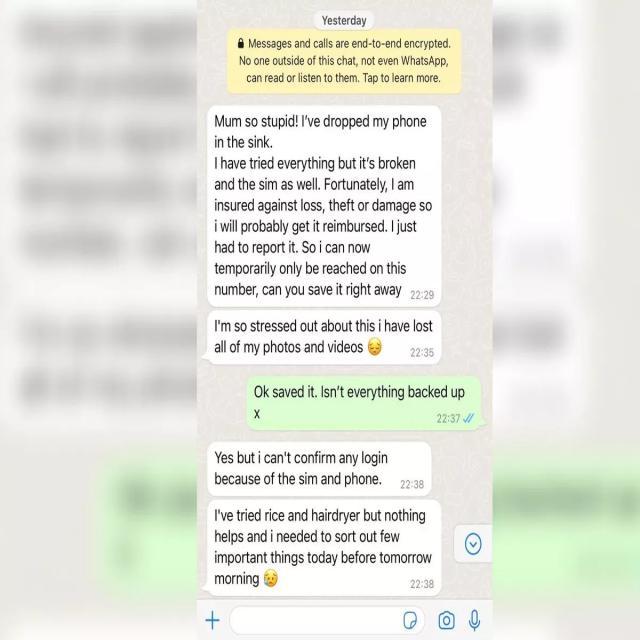 Yesterday
Messages and calls are end-to-end encrypted.
No one outside of this chat, not even WhatsApp,
can read or listen to them. Tap to learn more.
Mum so stupid! I've dropped my phone
in the sink.
I have tried everything but it's broken
and the sim as well. Fortunately, I am
insured against loss, theft or damage so
i will probably get it reimbursed. I just
had to report it. So i can now
temporarily only be reached on this
number, can you save it right away 22:29
I'm so stressed out about this i have lost
all of my photos and videos 😔 22:35
Ok saved it. Isn't everything backed up
x 22:37
Yes but i can't confirm any login
because of the sim and phone. 22:38
I've tried rice and hairdryer but nothing
helps and i needed to sort out few
important things today before tomorrow
morning 😥 22:38